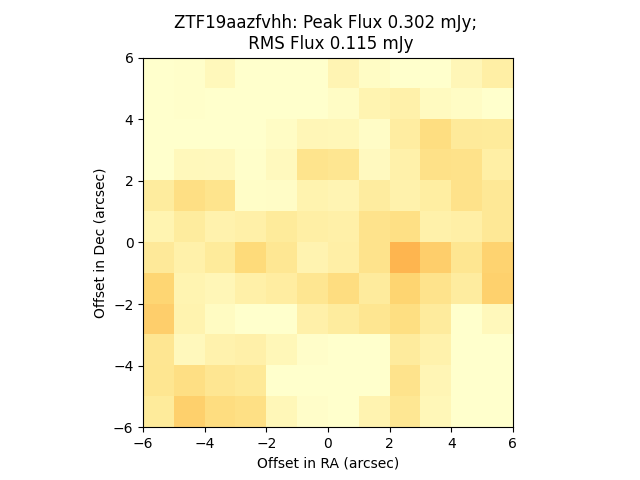 ZTF19aazfvhh: Peak Flux 0.302 mJy;
RMS Flux 0.115 mJy
6
4
2
0
−2
−4
−6
Offset in Dec (arcsec)
−6 −4 −2 0 2 4 6
Offset in RA (arcsec)